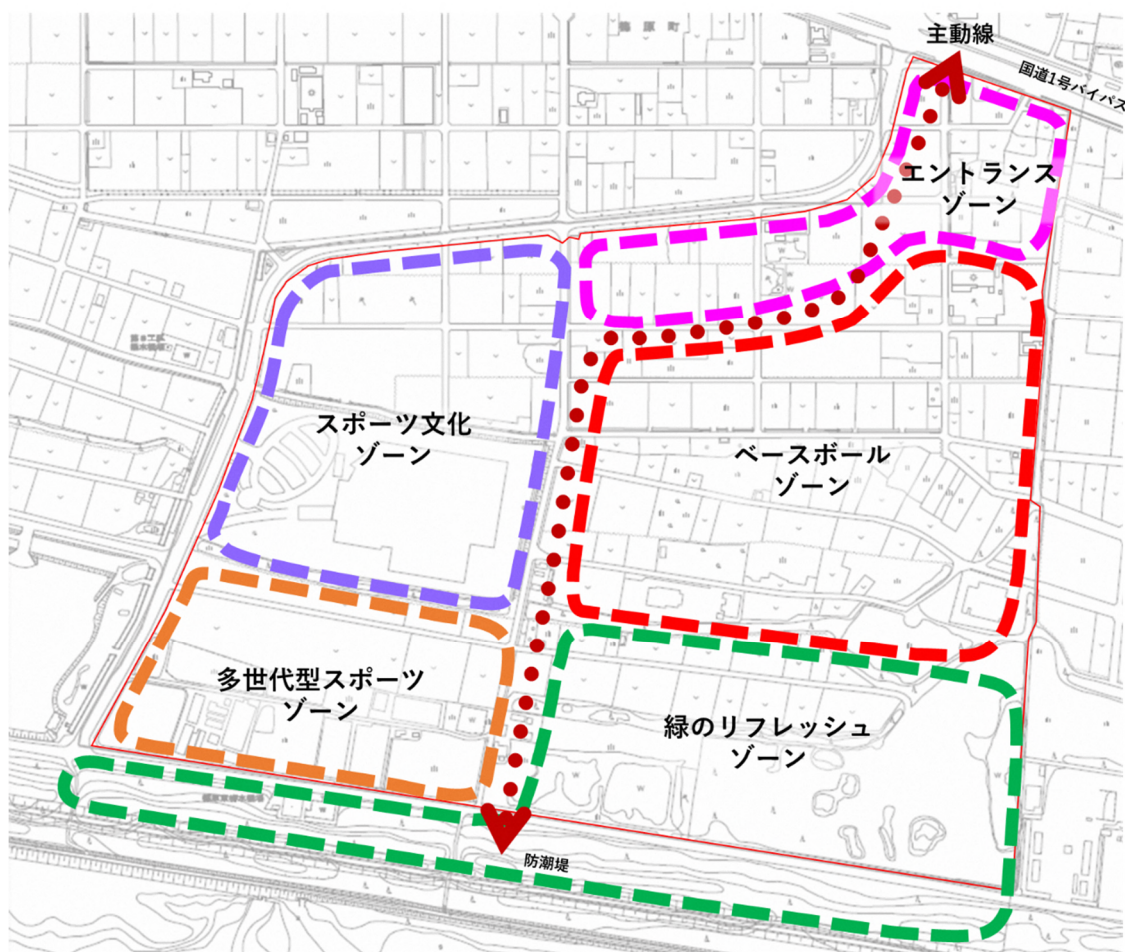 篠原町
主動線
国道1号バイパス
エントランス
ゾーン
スポーツ文化
ゾーン
ベースボール
ゾーン
多世代型スポーツ
ゾーン
緑のリフレッシュ
ゾーン
防潮堤